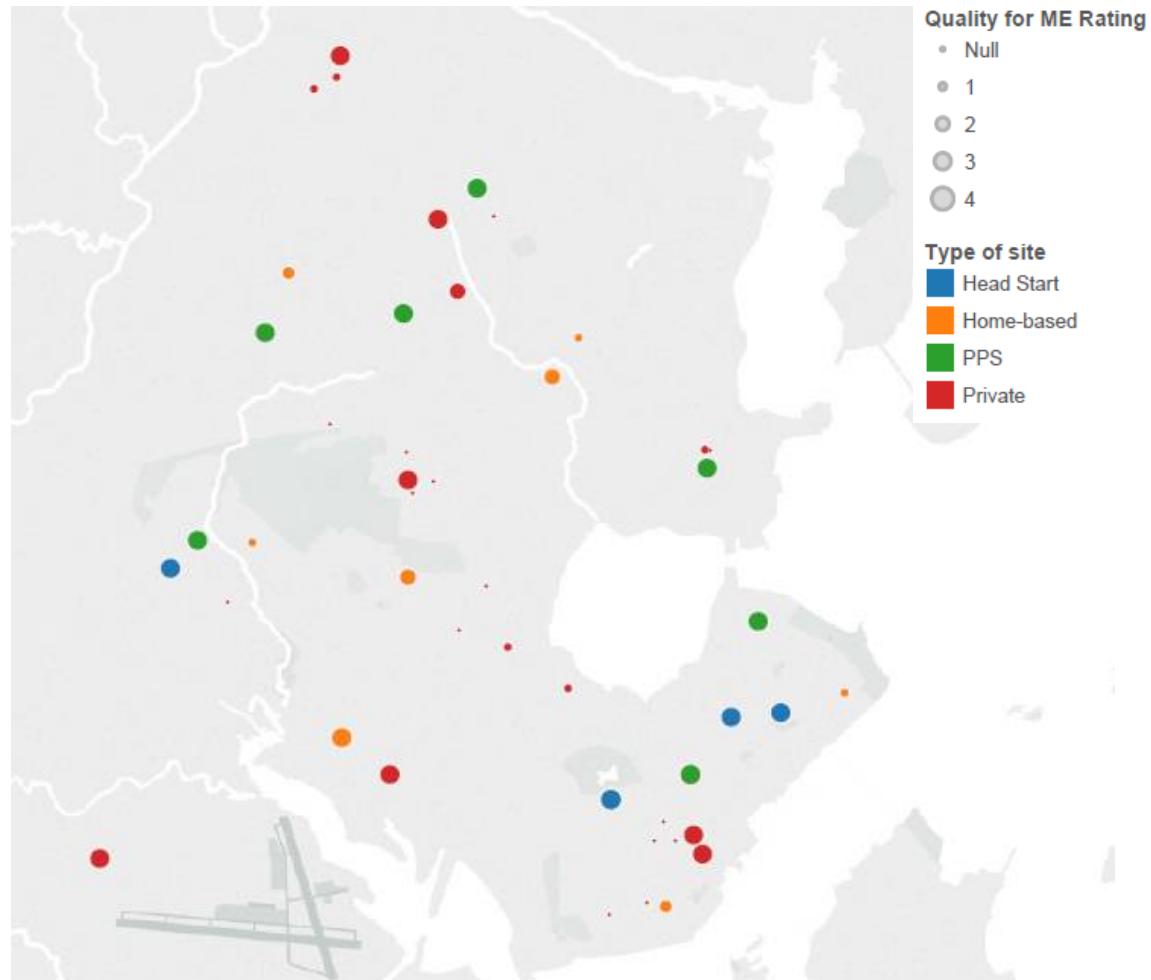 Quality for ME Rating
Null
1
2
3
4
Type of site
Head Start
Home-based
PPS
Private